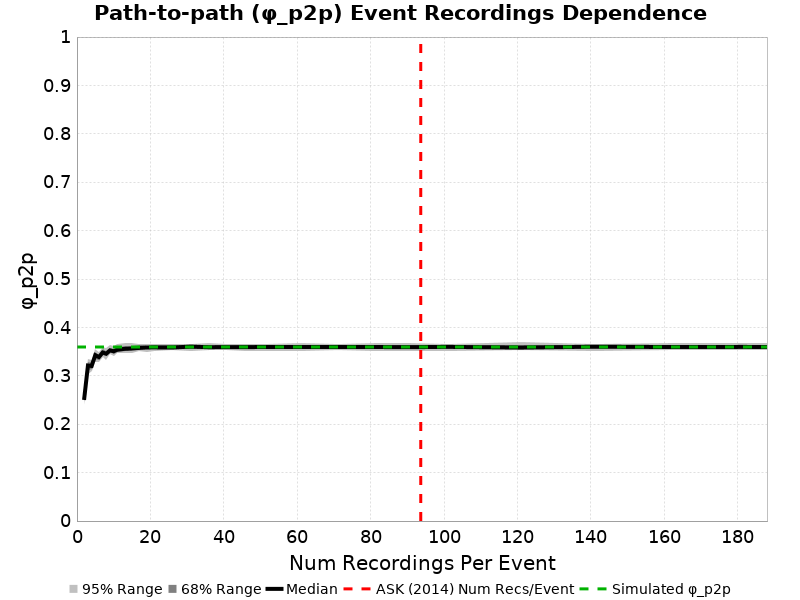 Path-to-path (φ_p2p) Event Recordings Dependence
1
0.9
0.8
0.7
0.6
0.5
0.4
0.3
0.2
0.1
0
φ_p2p
0 20 40 60 80 100 120 140 160 180
Num Recordings Per Event
95% Range 68% Range Median ASK (2014) Num Recs/Event Simulated φ_p2p